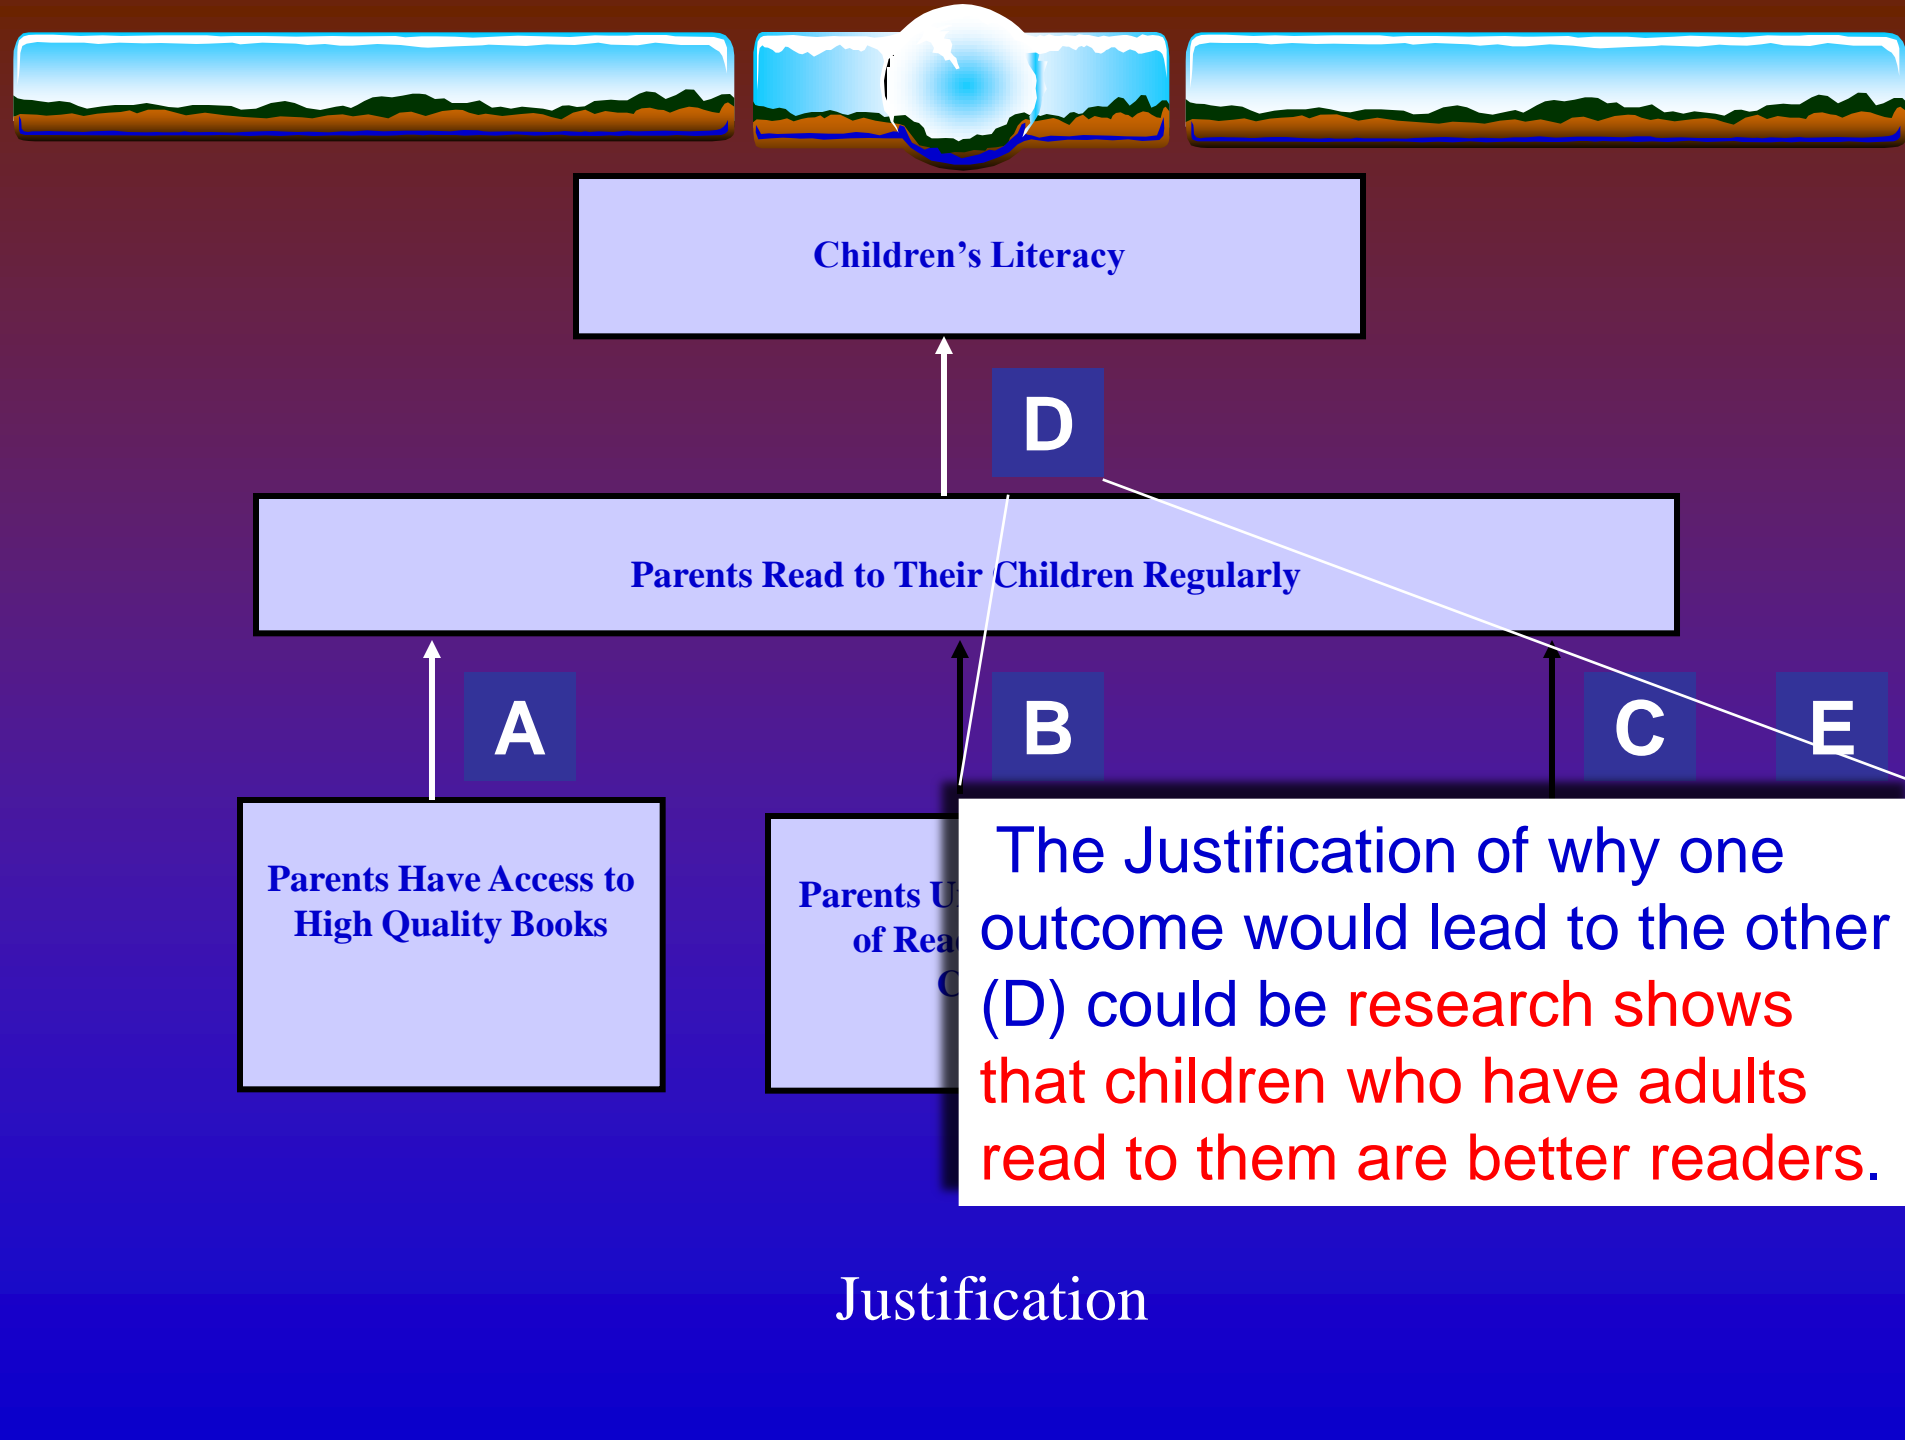 Children’s Literacy
D
Parents Read to Their Children Regularly
A
B
C
E
Parents Have Access to
High Quality Books
Parents
of
The Justification of why one
outcome would lead to the other
(D) could be research shows
that children who have adults
read to them are better readers.
Justification